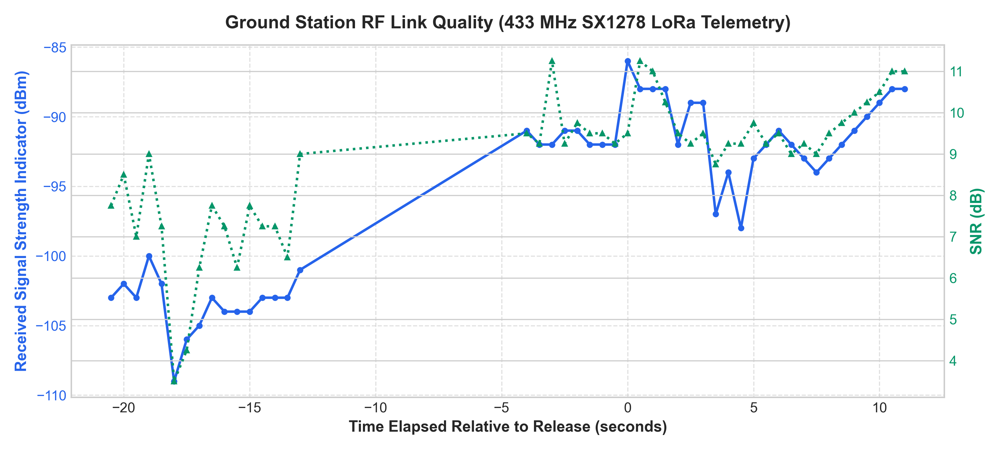 Ground Station RF Link Quality (433 MHz SX1278 LoRa Telemetry)
Received Signal Strength Indicator (dBm)
−85
−90
−95
−100
−105
−110
11
10
9
8
7
6
5
4
SNR (dB)
−20 −15 −10 −5 0 5 10
Time Elapsed Relative to Release (seconds)